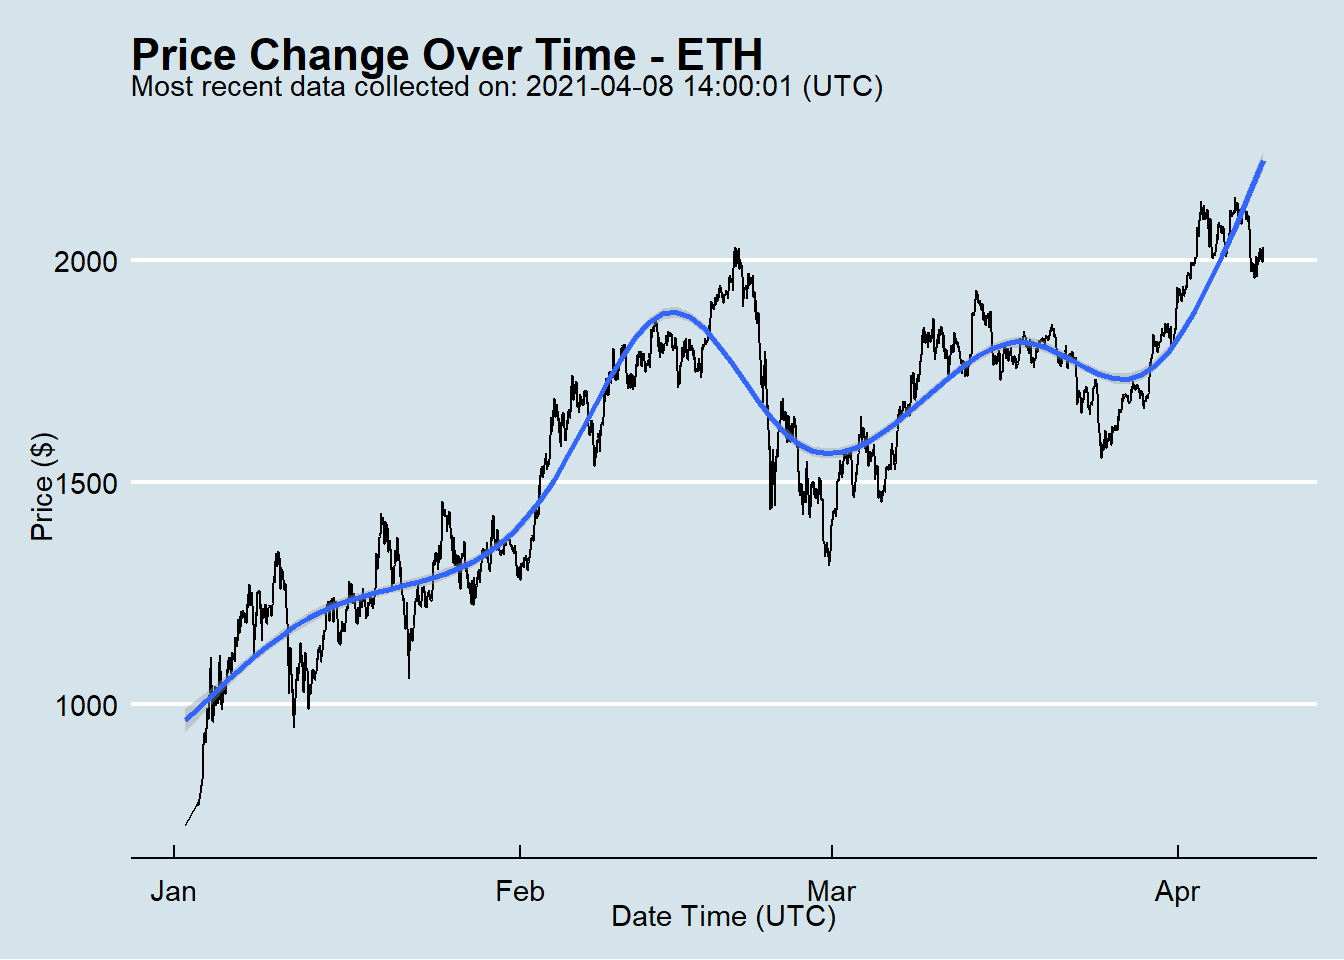 Price Change Over Time - ETH
Most recent data collected on: 2021-04-08 14:00:01 (UTC)
Price ($)
2000
1500
1000
Jan Feb Mar Apr
Date Time (UTC)